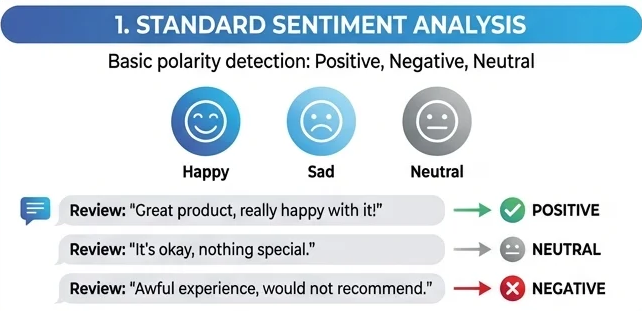 1. STANDARD SENTIMENT ANALYSIS
Basic polarity detection: Positive, Negative, Neutral
Happy
Sad
Neutral
Review: "Great product, really happy with it!"
POSITIVE
Review: "It's okay, nothing special."
NEUTRAL
Review: "Awful experience, would not recommend."
NEGATIVE